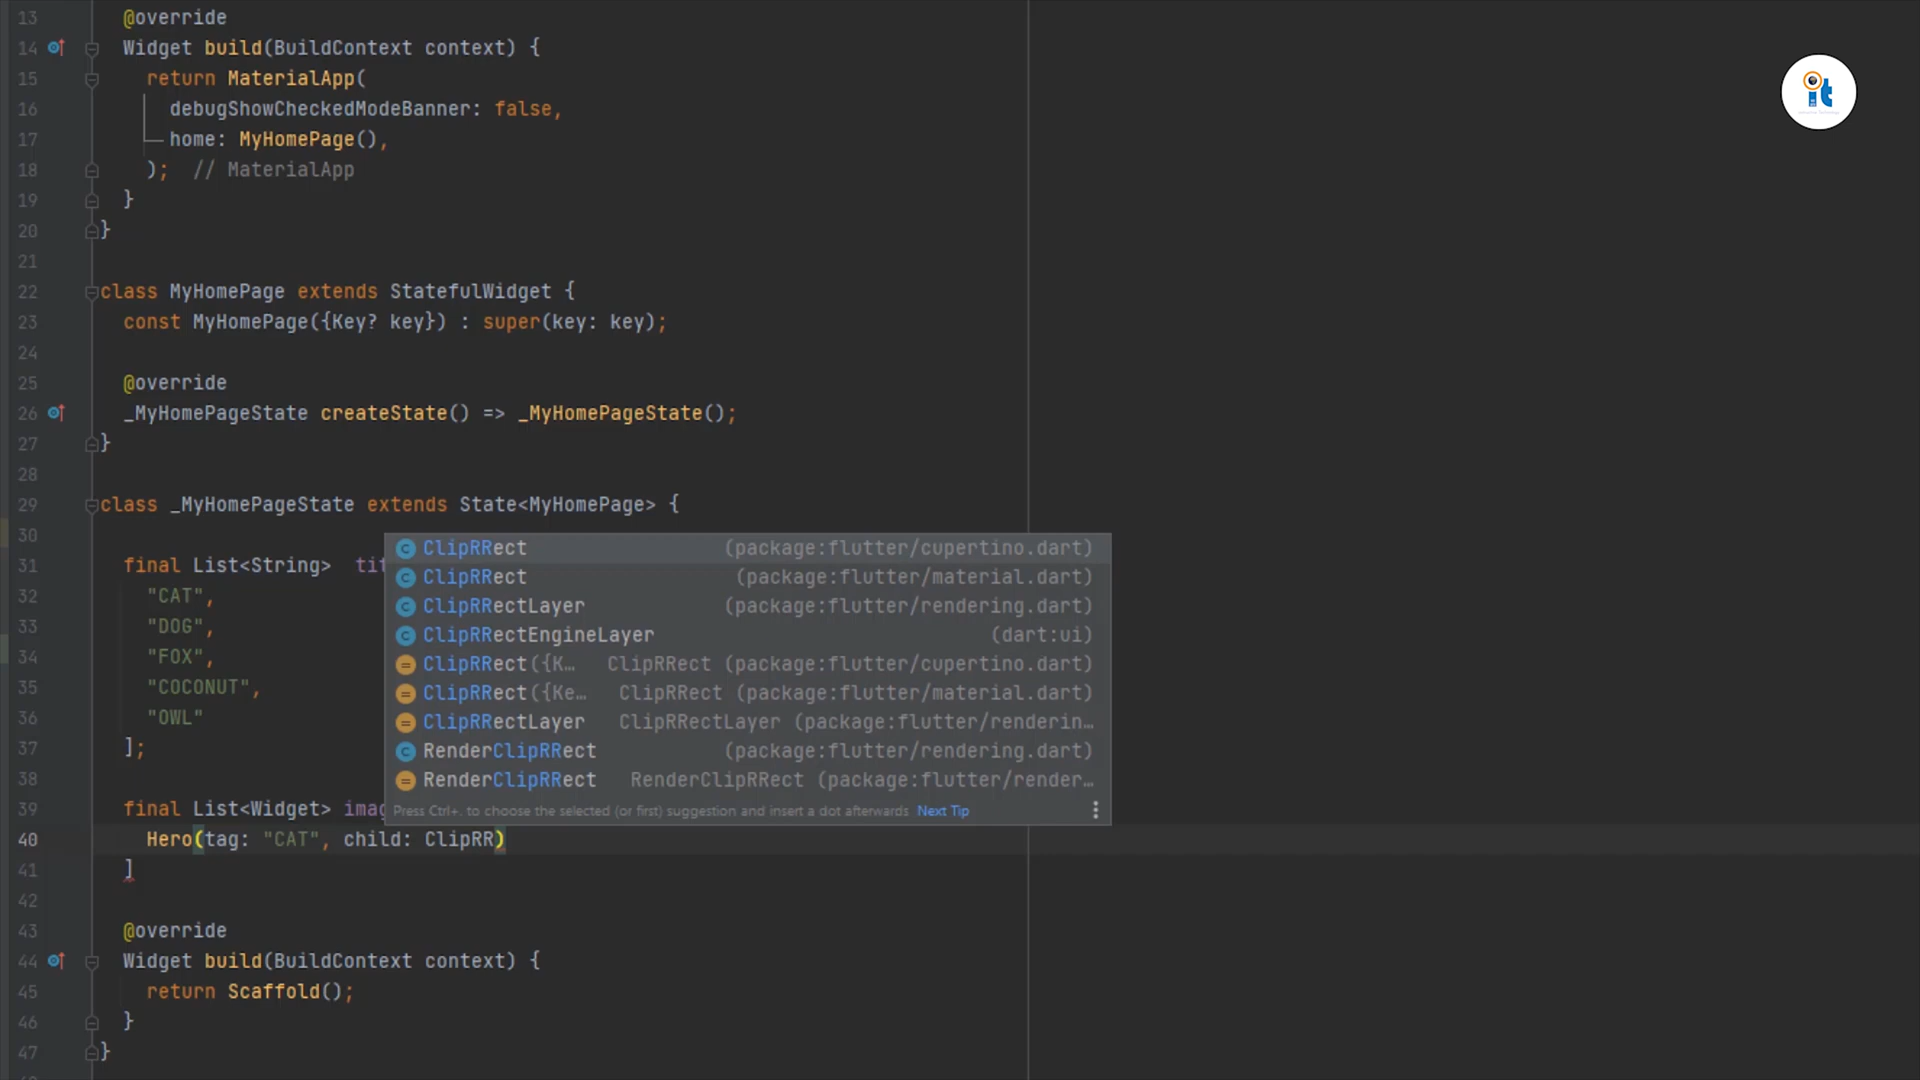 13 @override
14 Widget build(BuildContext context) {
15 return MaterialApp(
16 debugShowCheckedModeBanner: false,
17 home: MyHomePage(),
18 ); // MaterialApp
19 }
20 }
21
22 class MyHomePage extends StatefulWidget {
23 const MyHomePage({Key? key}) : super(key: key);
24
25 @override
26 _MyHomePageState createState() => _MyHomePageState();
27 }
28
29 class _MyHomePageState extends State<MyHomePage> {
30
31 final List<String> tit
32 "CAT",
33 "DOG",
34 "FOX",
35 "COCONUT",
36 "OWL"
37 ];
38
39 final List<Widget> imag
40 Hero(tag: "CAT", child: ClipRR)
41 ]
42
43 @override
44 Widget build(BuildContext context) {
45 return Scaffold();
46 }
47 }
ClipRRect (package:flutter/cupertino.dart)
ClipRRect (package:flutter/material.dart)
ClipRRectLayer (package:flutter/rendering.dart)
ClipRRectEngineLayer (dart:ui)
ClipRRect({K… ClipRRect (package:flutter/cupertino.dart)
ClipRRect({Ke… ClipRRect (package:flutter/material.dart)
ClipRRectLayer ClipRRectLayer (package:flutter/renderin…
RenderClipRRect (package:flutter/rendering.dart)
RenderClipRRect RenderClipRRect (package:flutter/render…
Press Ctrl+. to choose the selected (or first) suggestion and insert a dot afterwards Next Tip
it